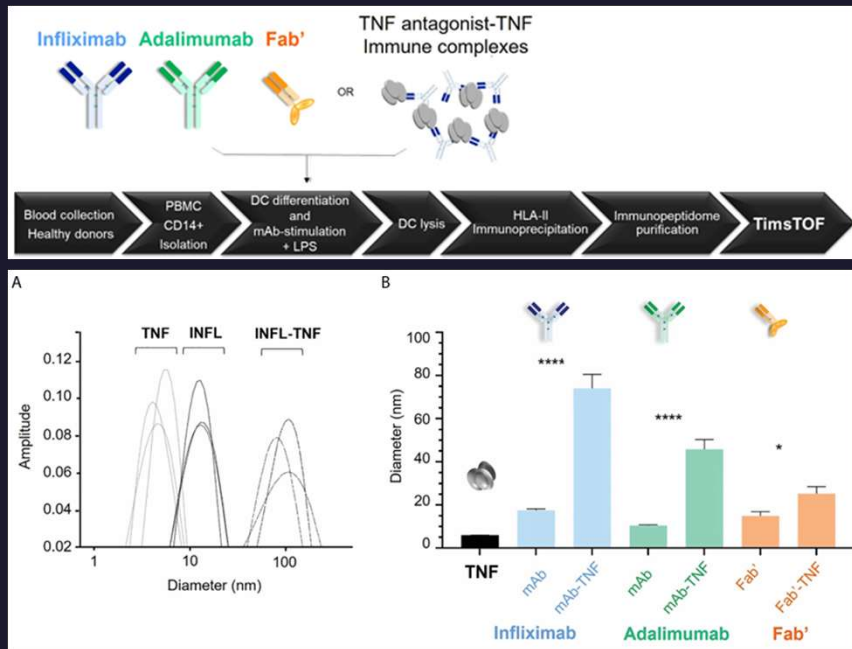 Infliximab Adalimumab Fab'
OR
TNF antagonist-TNF
Immune complexes
Blood collection
Healthy donors
PBMC
CD14+
Isolation
DC differentiation
and
mAb-stimulation
+ LPS
DC lysis
HLA-II
Immunoprecipitation
Immunopeptidome
purification
TimsTOF
A
TNF INFL INFL-TNF
Amplitude
0.12
0.10
0.08
0.06
0.04
0.02
1 10 100
Diameter (nm)
B
Diameter (nm)
100
80
60
40
20
0
****
****
*
TNF
mAb
mAb-TNF
mAb
mAb-TNF
Fab'
Fab'-TNF
Infliximab Adalimumab Fab'